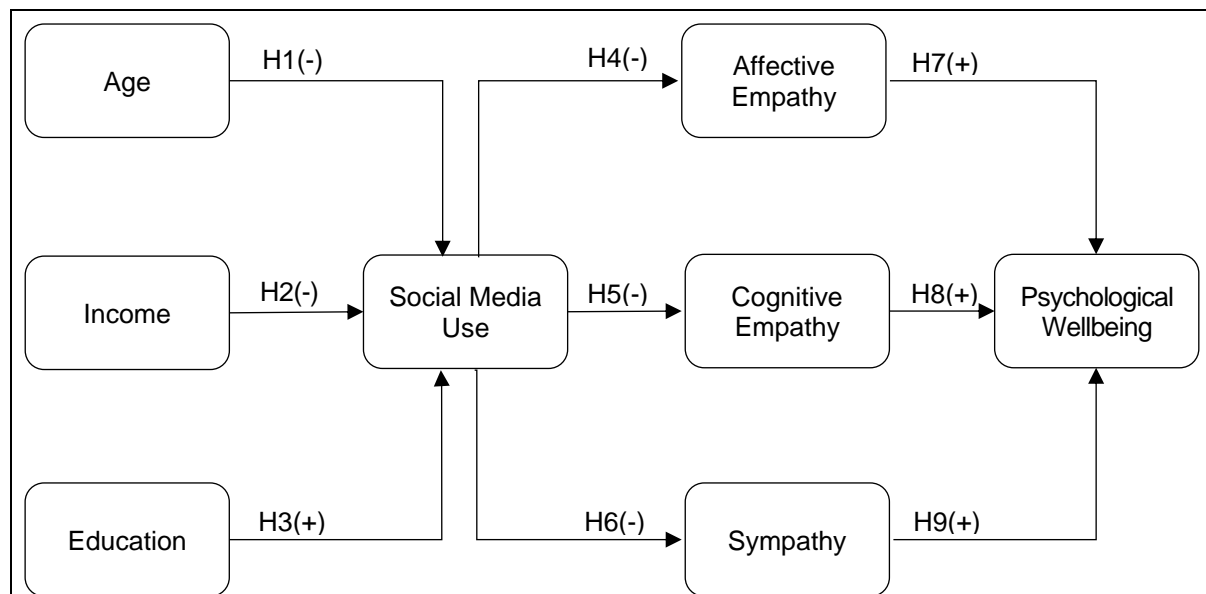 Age
H1(-)
H4(-)
Affective
Empathy
H7(+)
Income
H2(-)
Social Media
Use
H5(-)
Cognitive
Empathy
H8(+)
Psychological
Wellbeing
Education
H3(+)
H6(-)
Sympathy
H9(+)